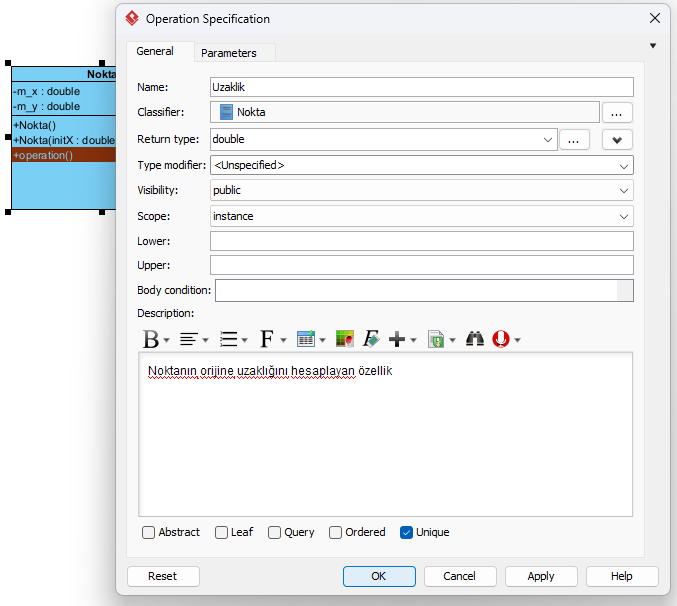 Operation Specification
General
Parameters
Nokta
-m_x : double
-m_y : double
+Nokta()
+Nokta(initX : double
+operation()
Name:
Uzaklik
Classifier:
Nokta
...
Return type:
double
...
Type modifier:
<Unspecified>
Visibility:
public
Scope:
instance
Lower:
Upper:
Body condition:
Description:
B
F
F
Noktanın orijine uzaklığını hesaplayan özellik
Abstract
Leaf
Query
Ordered
Unique
Reset
OK
Cancel
Apply
Help